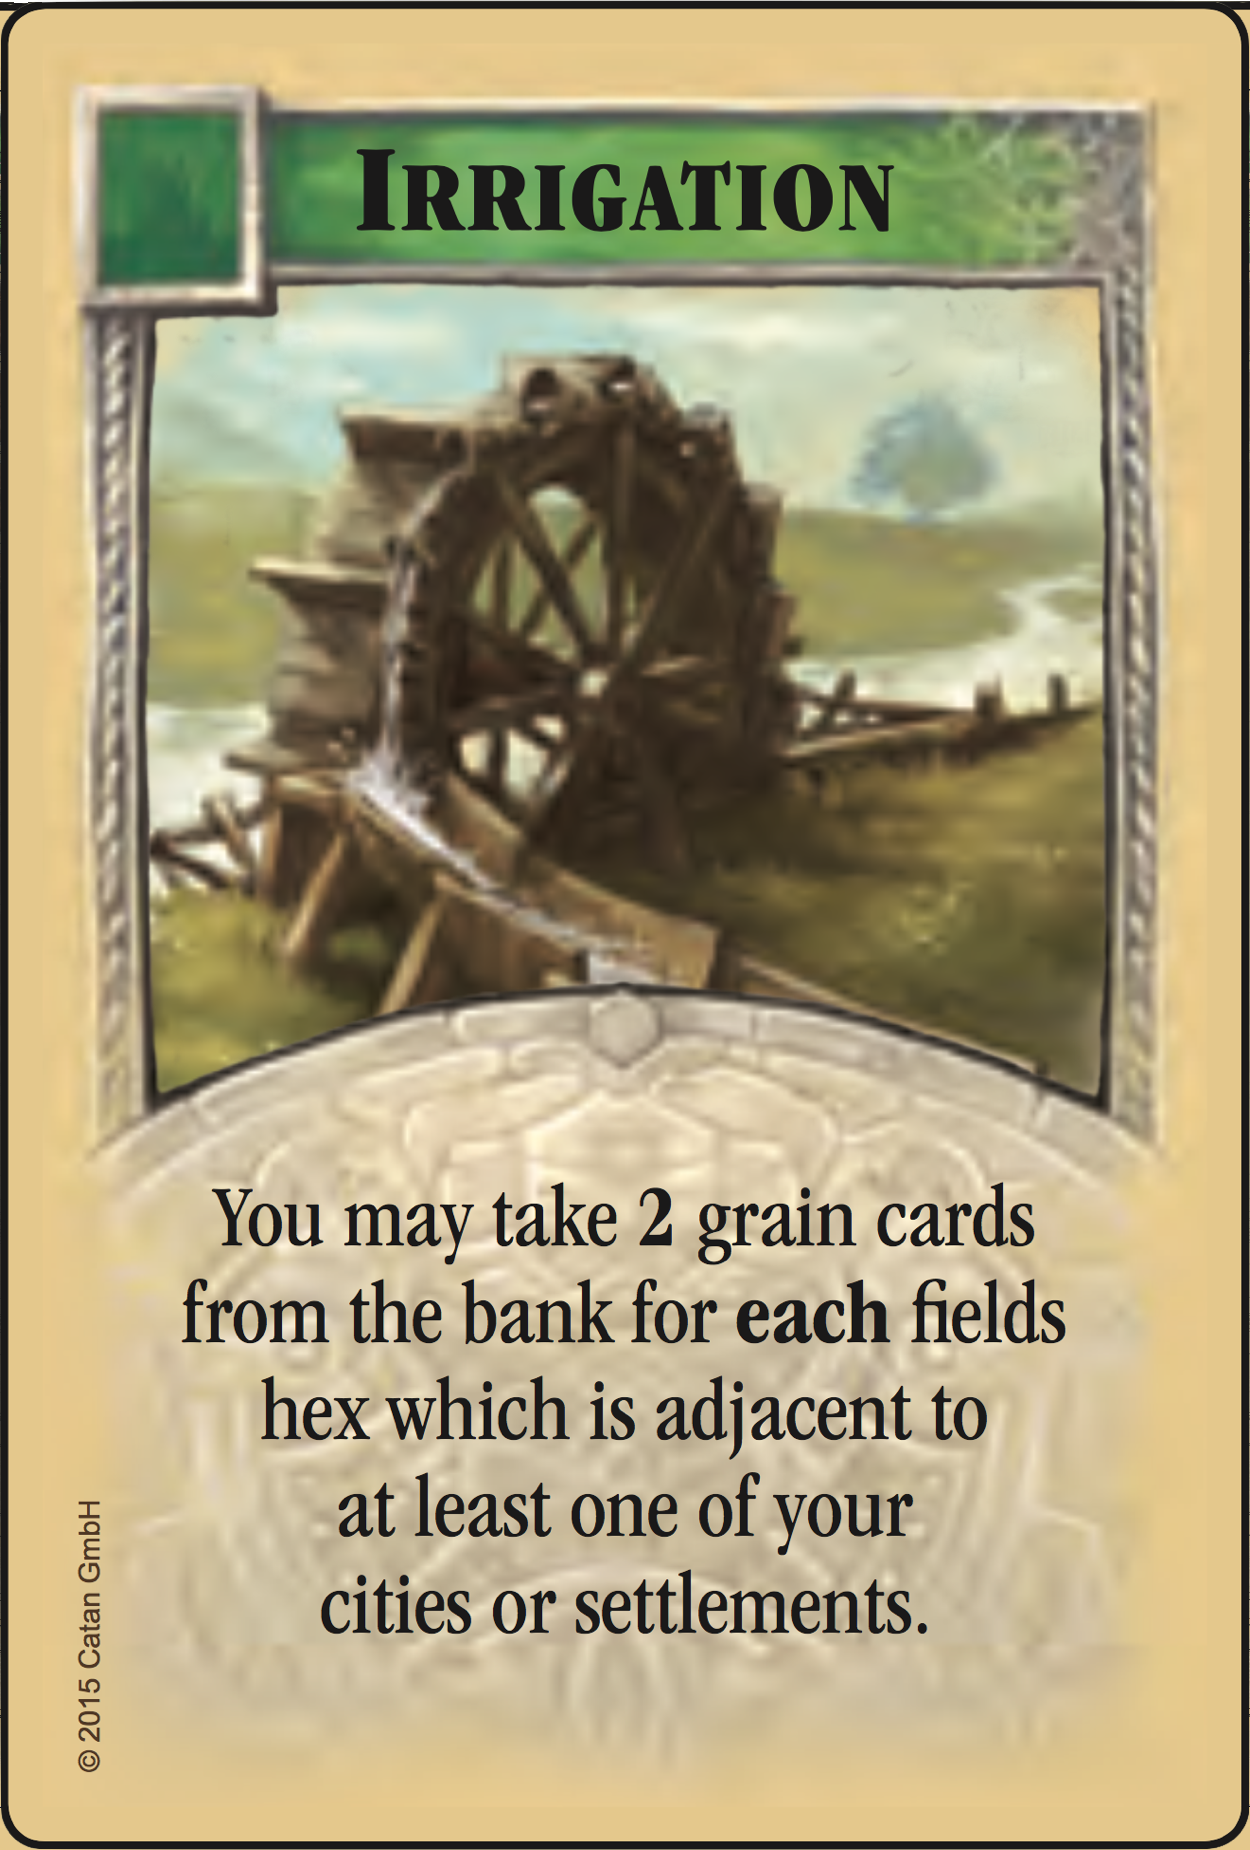 IRRIGATION
You may take 2 grain cards
from the bank for each fields
hex which is adjacent to
at least one of your
cities or settlements.
© 2015 Catan GmbH